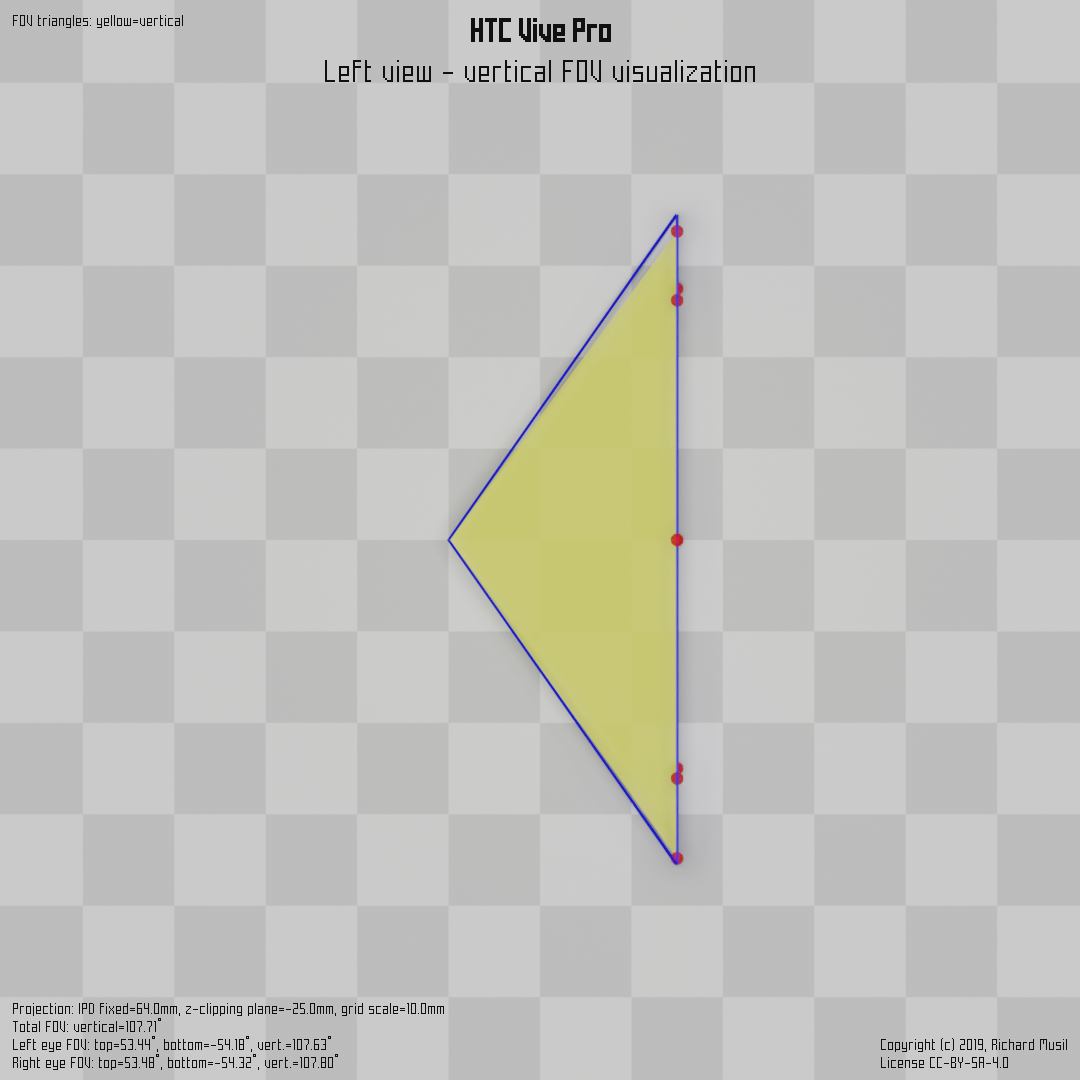 FOV triangles: yellow=vertical
HTC Vive Pro
Left view - vertical FOV visualization
Projection: IPD fixed=64.0mm, z-clipping plane=-25.0mm, grid scale=10.0mm
Total FOV: vertical=107.71°
Left eye FOV: top=53.44°, bottom=-54.18°, vert.=107.63°
Right eye FOV: top=53.48°, bottom=-54.32°, vert.=107.80°
Copyright (c) 2019, Richard Musil
License CC-BY-SA-4.0